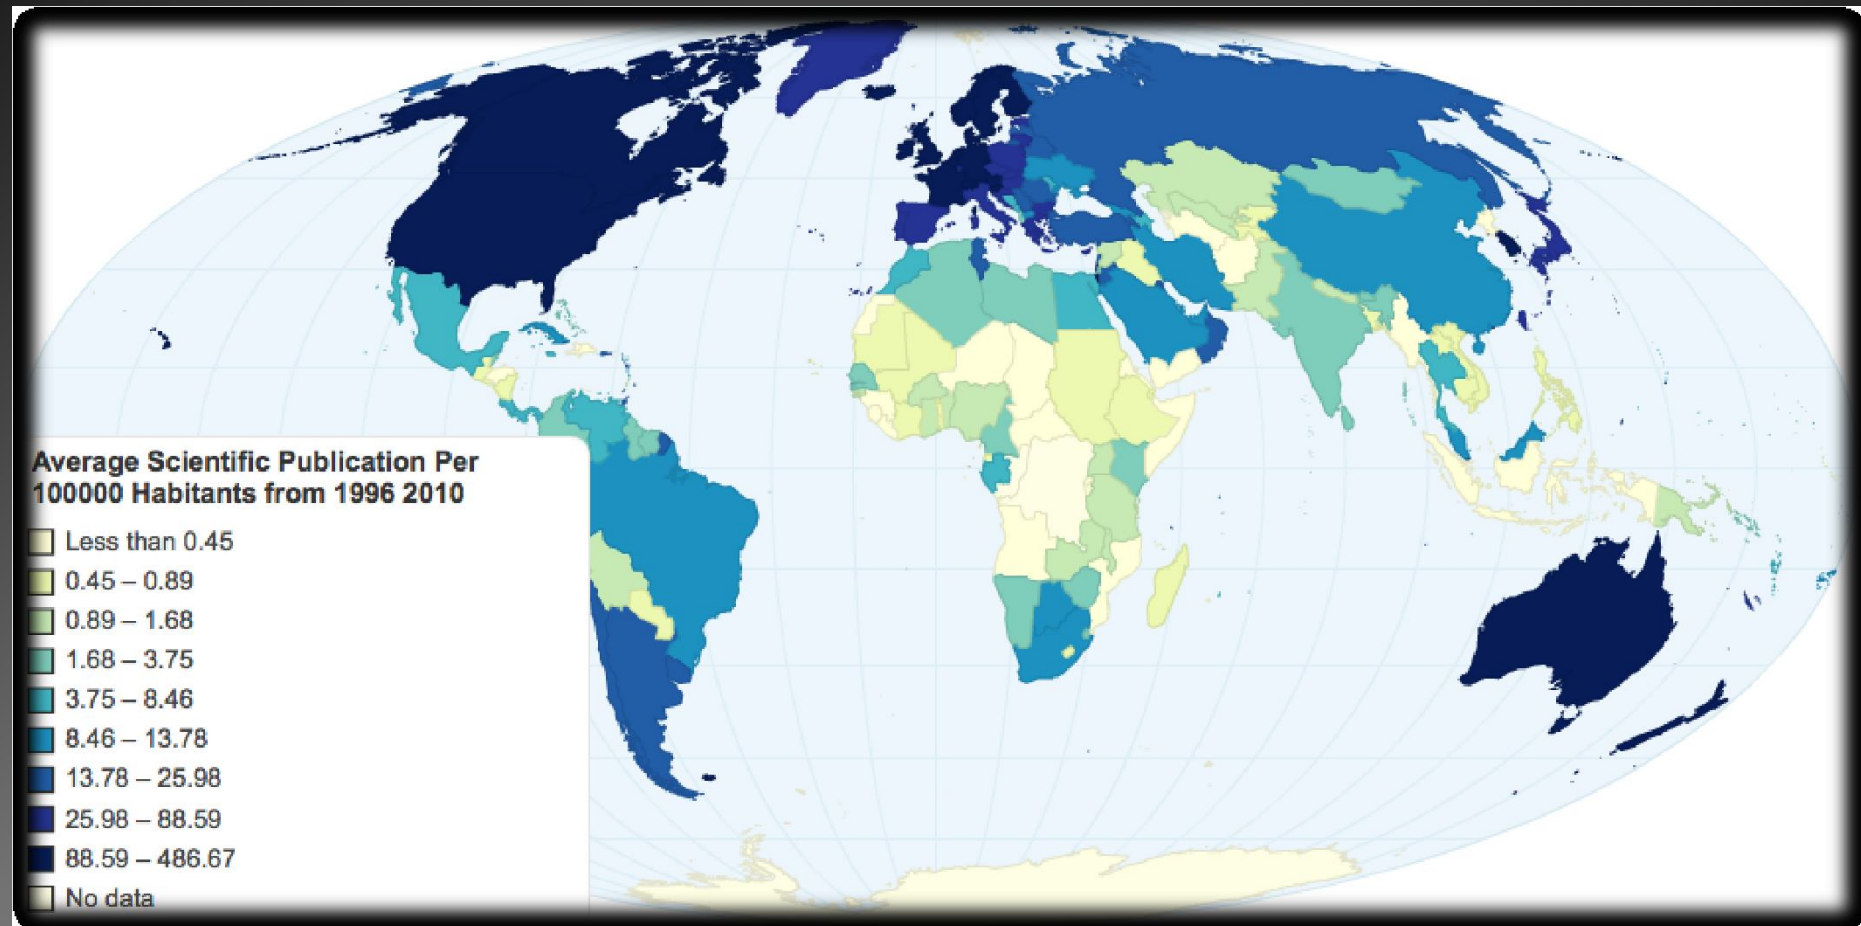 Average Scientific Publication Per
100000 Habitants from 1996 2010
Less than 0.45
0.45 – 0.89
0.89 – 1.68
1.68 – 3.75
3.75 – 8.46
8.46 – 13.78
13.78 – 25.98
25.98 – 88.59
88.59 – 486.67
No data